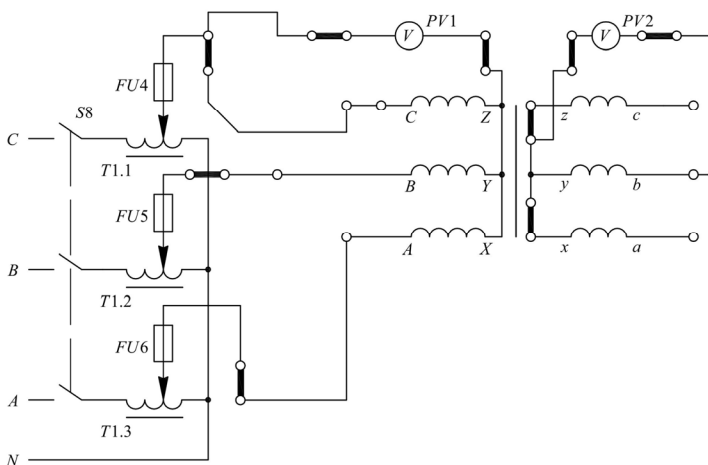 PV1 PV2
V V
FU4
S8 C Z z c
C
T1.1
B Y y b
FU5
B A X x a
T1.2
FU6
A
T1.3
N